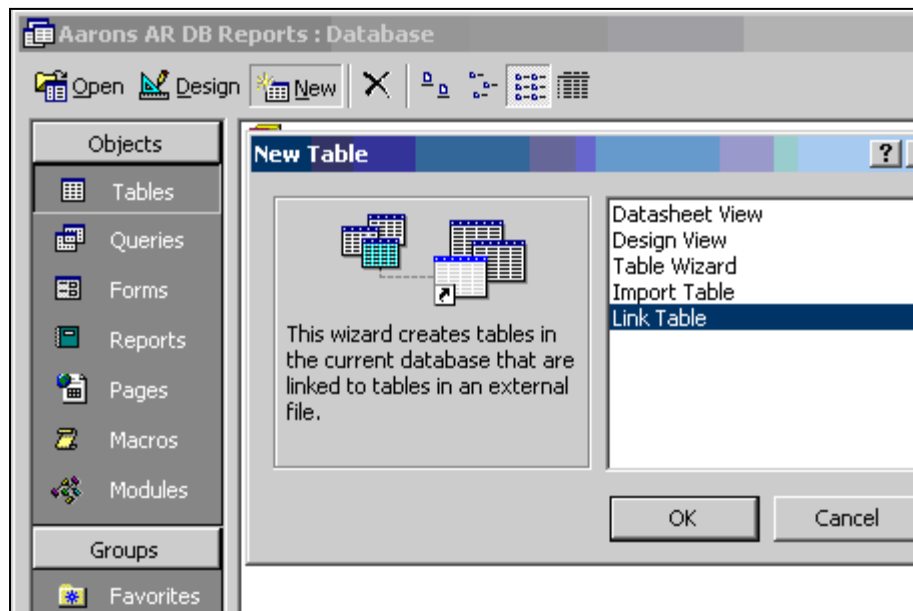 Aarons AR DB Reports : Database
Open Design New
Objects
Tables
Queries
Forms
Reports
Pages
Macros
Modules
Groups
Favorites
New Table
?
This wizard creates tables in
the current database that are
linked to tables in an external
file.
Datasheet View
Design View
Table Wizard
Import Table
Link Table
OK Cancel